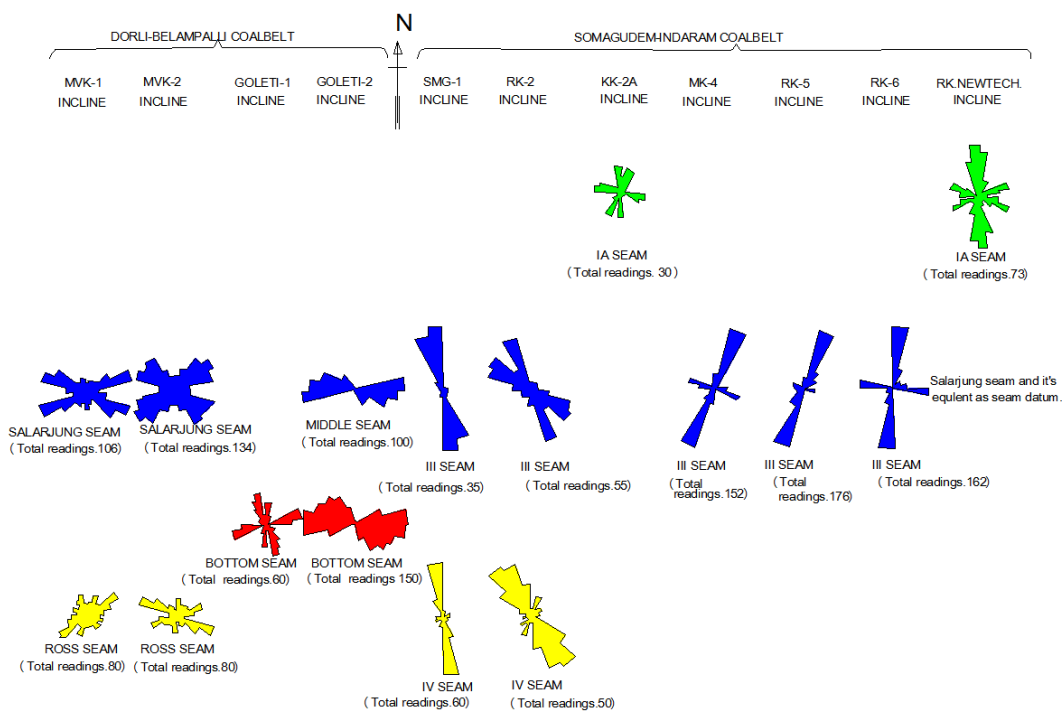 N
DORLI-BELAMPALLI COALBELT
SOMAGUDEM-INDARAM COALBELT
MVK-1
INCLINE
MVK-2
INCLINE
GOLETI-1
INCLINE
GOLETI-2
INCLINE
SMG-1
INCLINE
RK-2
INCLINE
KK-2A
INCLINE
MK-4
INCLINE
RK-5
INCLINE
RK-6
INCLINE
RK.NEWTECH.
INCLINE
IA SEAM
(Total readings. 30)
IA SEAM
(Total readings.73)
SALARJUNG SEAM
(Total readings.106)
SALARJUNG SEAM
(Total readings.134)
MIDDLE SEAM
(Total readings.100)
III SEAM
(Total readings.35)
III SEAM
(Total readings.55)
III SEAM
(Total
readings.152)
III SEAM
(Total
readings.176)
III SEAM
(Total readings.162)
Salarjung seam and it's
equlent as seam datum.
BOTTOM SEAM
(Total readings.60)
BOTTOM SEAM
(Total readings 150)
ROSS SEAM
(Total readings.80)
ROSS SEAM
(Total readings.80)
IV SEAM
(Total readings.60)
IV SEAM
(Total readings.50)